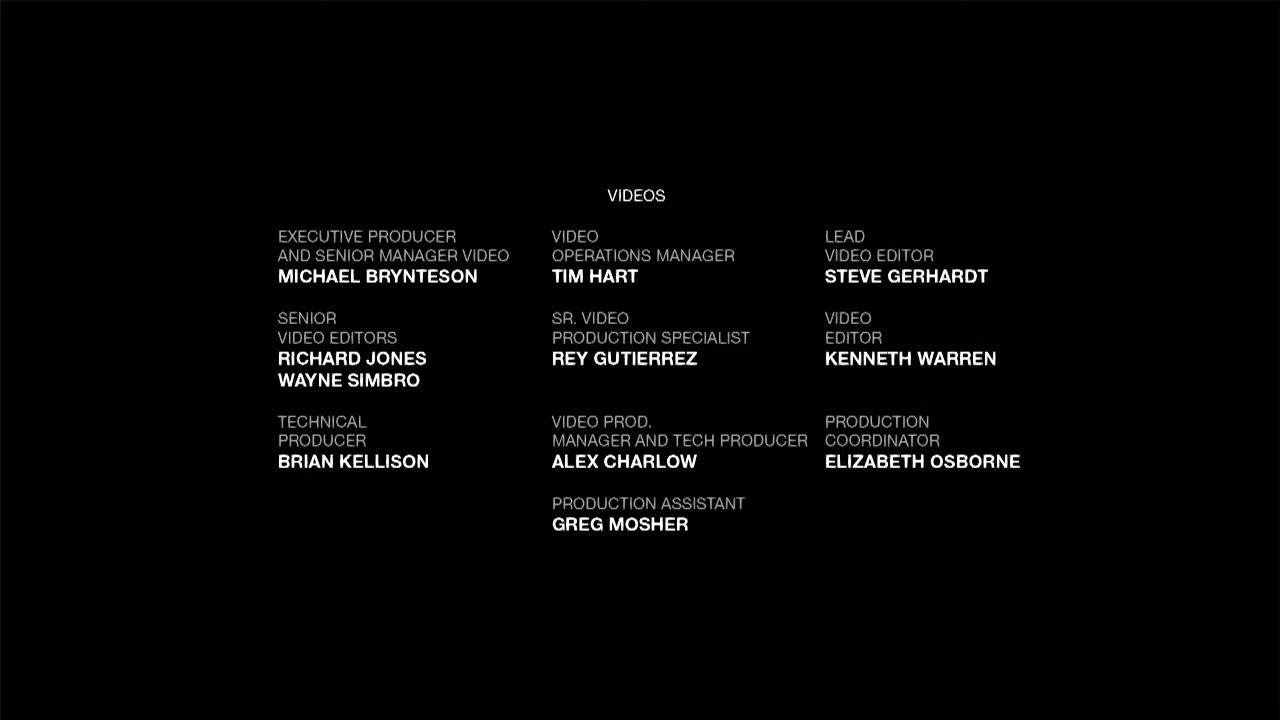 VIDEOS
EXECUTIVE PRODUCER
AND SENIOR MANAGER VIDEO
MICHAEL BRYNTESON
VIDEO
OPERATIONS MANAGER
TIM HART
LEAD
VIDEO EDITOR
STEVE GERHARDT
SENIOR
VIDEO EDITORS
RICHARD JONES
WAYNE SIMBRO
SR. VIDEO
PRODUCTION SPECIALIST
REY GUTIERREZ
VIDEO
EDITOR
KENNETH WARREN
TECHNICAL
PRODUCER
BRIAN KELLISON
VIDEO PROD.
MANAGER AND TECH PRODUCER
ALEX CHARLOW
PRODUCTION
COORDINATOR
ELIZABETH OSBORNE
PRODUCTION ASSISTANT
GREG MOSHER